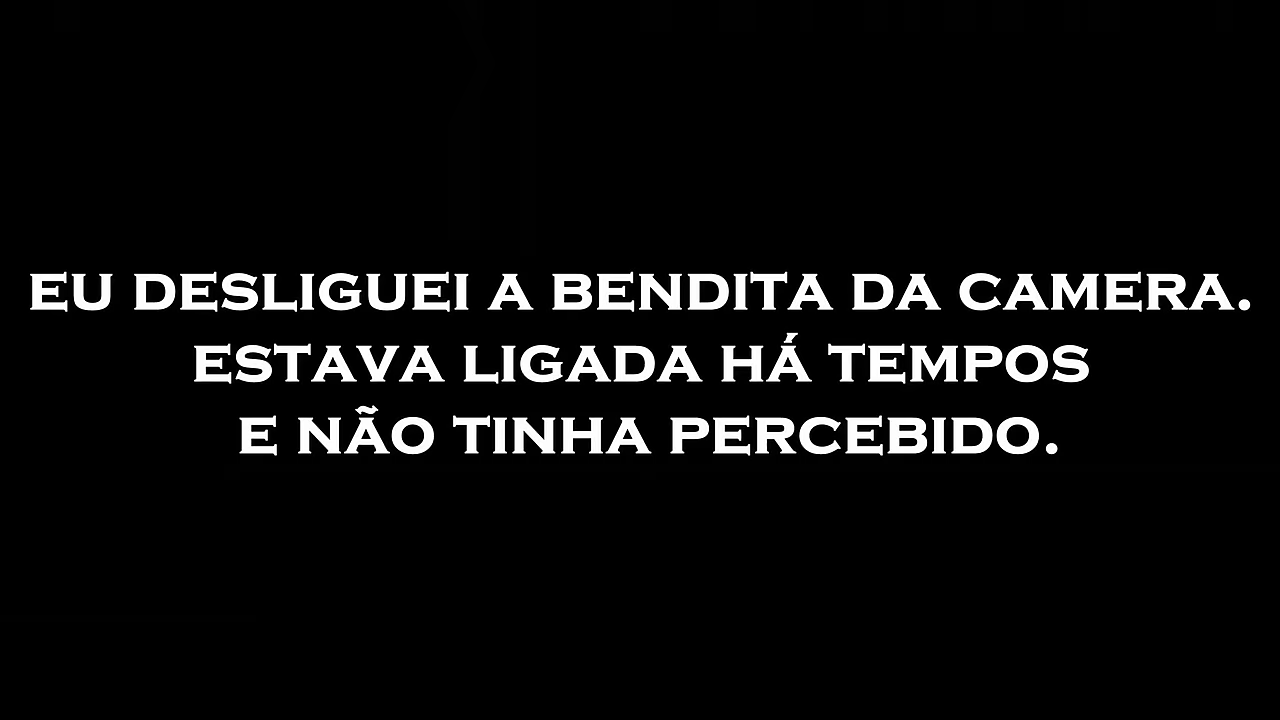 EU DESLIGUEI A BENDITA DA CAMERA.
ESTAVA LIGADA HÁ TEMPOS
E NÃO TINHA PERCEBIDO.